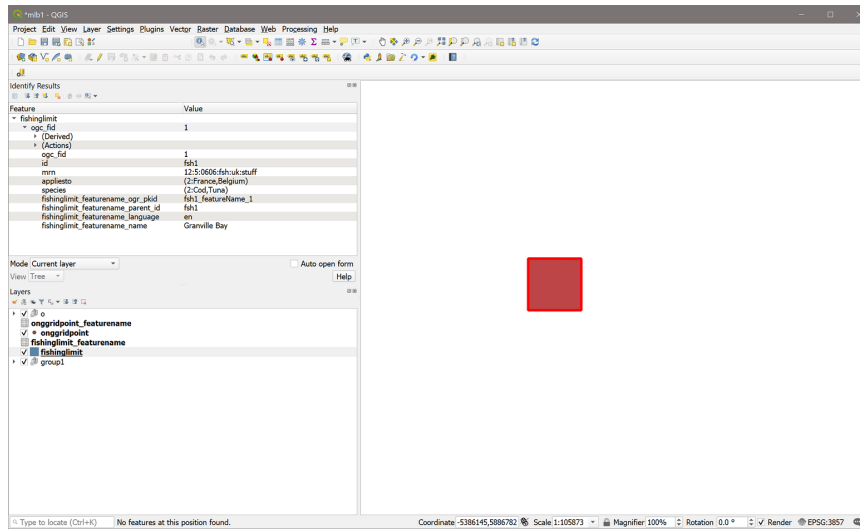 *mlb1 - QGIS
Project Edit View Layer Settings Plugins Vector Raster Database Web Processing Help
Identify Results
Feature Value
fishinglimit
ogc_fid 1
(Derived)
(Actions)
ogc_fid 1
id fsh1
mrn 12:5:0606:fsh:uk:stuff
appliesto (2:France,Belgium)
species (2:Cod,Tuna)
fishinglimit_featurename_ogr_pkid fsh1_featureName_1
fishinglimit_featurename_parent_id fsh1
fishinglimit_featurename_language en
fishinglimit_featurename_name Granville Bay
Mode Current layer Auto open form
View Tree Help
Layers
o
onggridpoint_featurename
onggridpoint
fishinglimit_featurename
fishinglimit
group1
Type to locate (Ctrl+K) No features at this position found. Coordinate -5386145,5886782 Scale 1:105873 Magnifier 100% Rotation 0.0 ° Render EPSG:3857